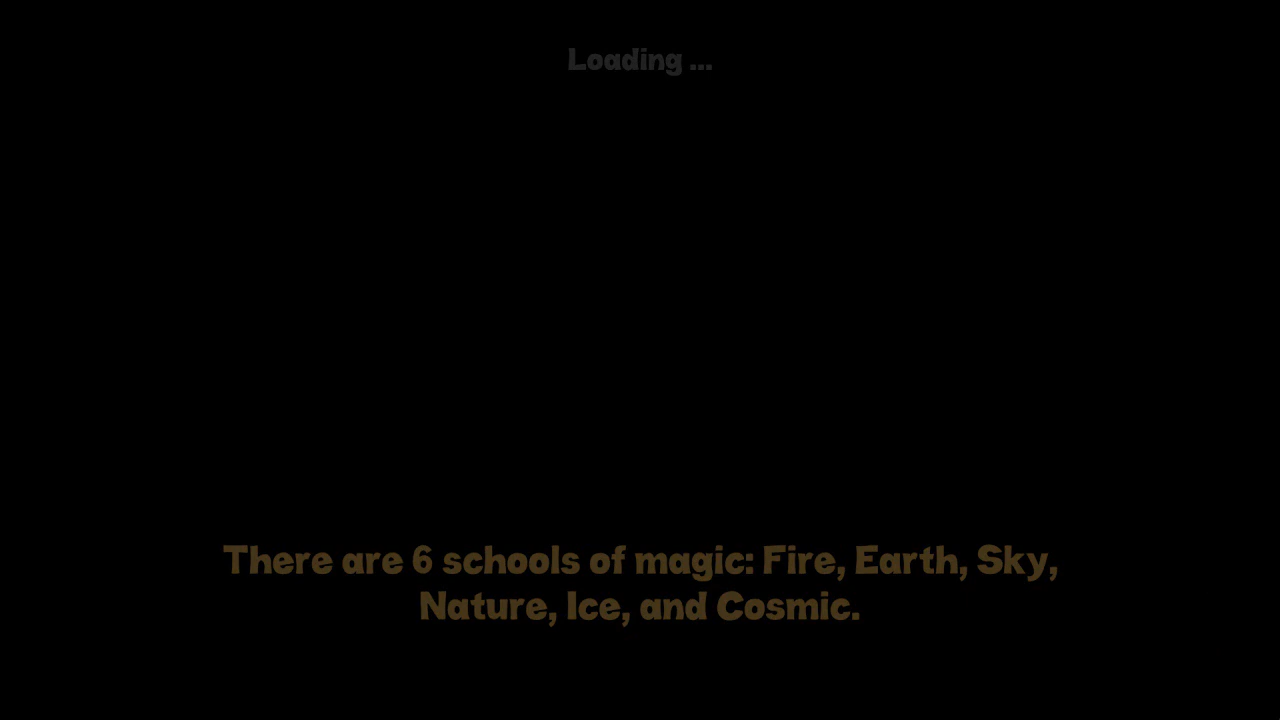 Loading ...
There are 6 schools of magic: Fire, Earth, Sky,
Nature, Ice, and Cosmic.